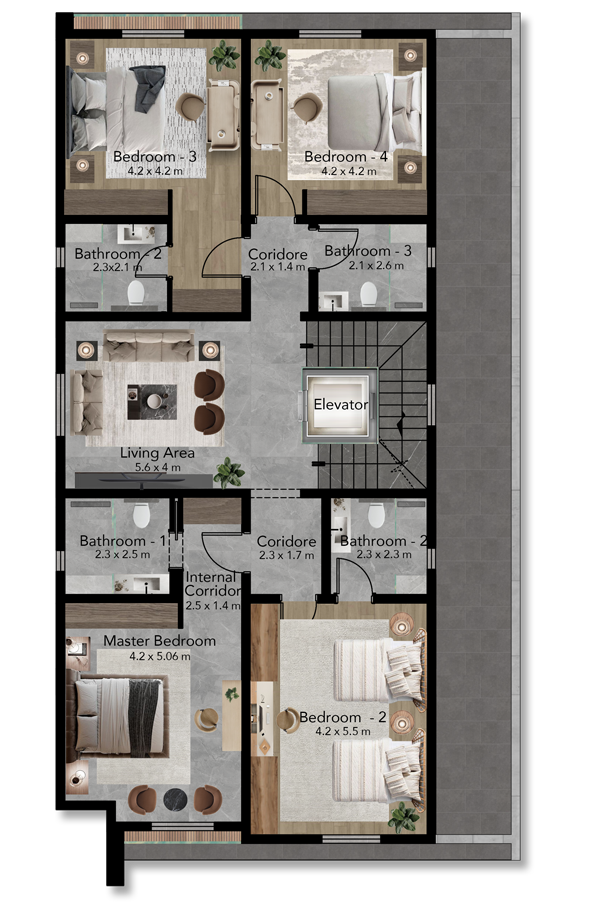 Bedroom - 3
4.2 x 4.2 m
Bedroom - 4
4.2 x 4.2 m
Bathroom - 2
2.3x2.1 m
Coridore
2.1 x 1.4 m
Bathroom - 3
2.1 x 2.6 m
Elevator
Living Area
5.6 x 4 m
Bathroom - 1
2.3 x 2.5 m
Coridore
2.3 x 1.7 m
Bathroom - 2
2.3 x 2.3 m
Internal
Corridor
2.5 x 1.4 m
Master Bedroom
4.2 x 5.06 m
Bedroom - 2
4.2 x 5.5 m